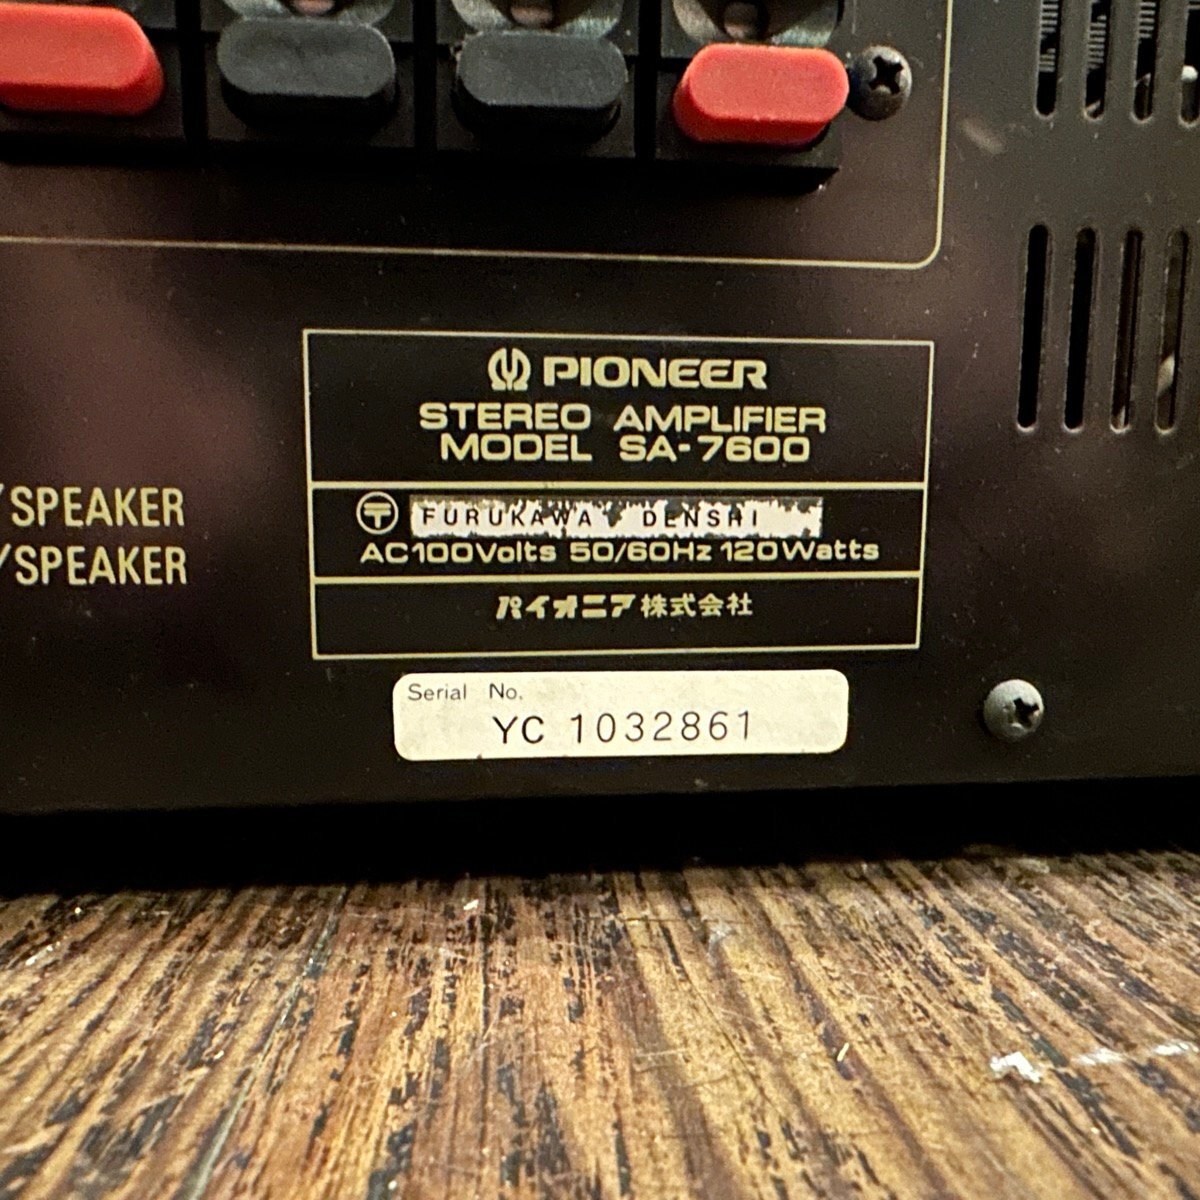 PIONEER
STEREO AMPLIFIER
MODEL SA-7600
/SPEAKER
/SPEAKER
〒 FURUKAWA DENSHI
AC100Volts 50/60Hz 120Watts
パイオニア株式会社
Serial No.
YC 1032861